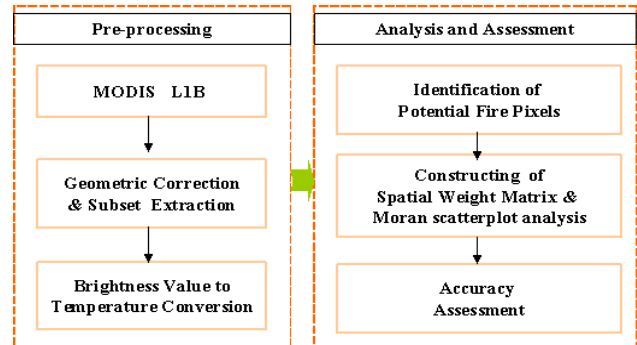 Pre-processing
MODIS L1B
Geometric Correction
& Subset Extraction
Brightness Value to
Temperature Conversion
Analysis and Assessment
Identification of
Potential Fire Pixels
Constructing of
Spatial Weight Matrix &
Moran scatterplot analysis
Accuracy
Assessment